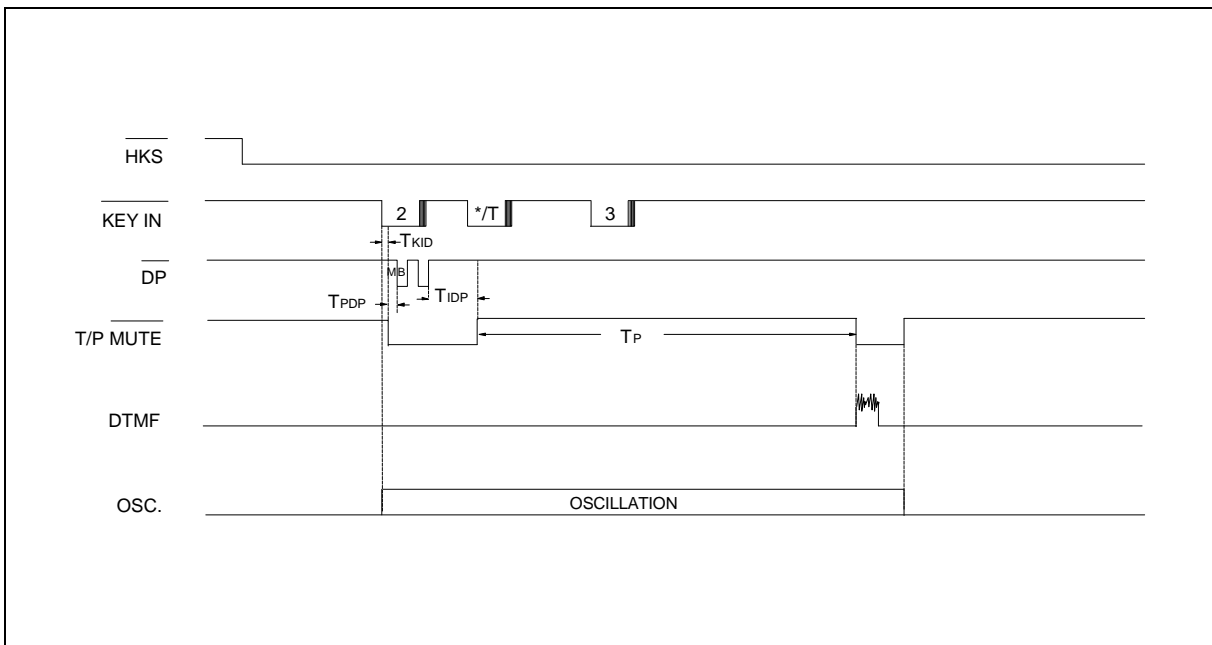 HKS
KEY IN
2
*/T
3
TKID
DP
MB
TPDP
TIDP
T/P MUTE
TP
DTMF
OSC.
OSCILLATION